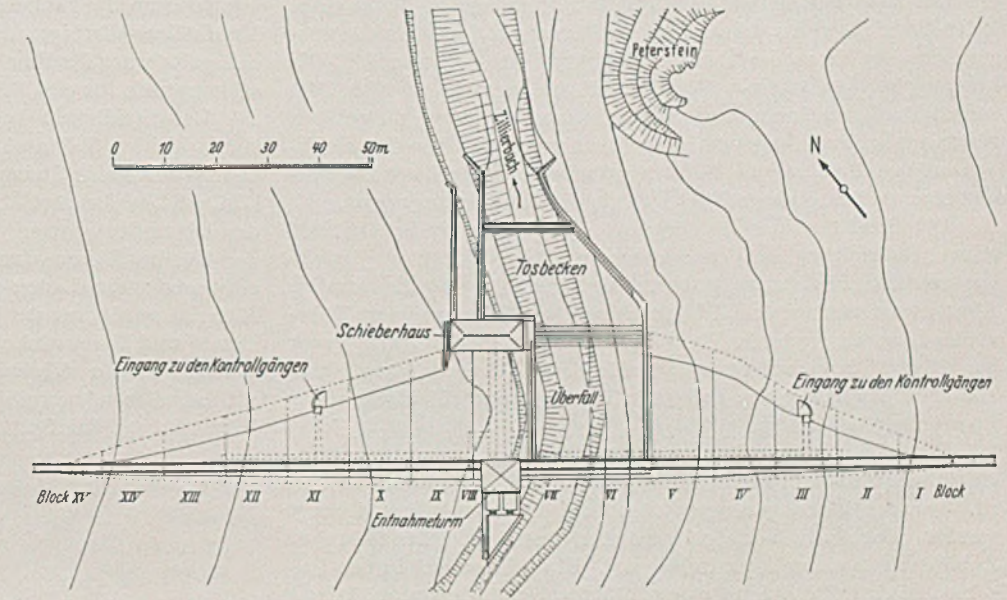 Peterstein
Zillierbach
0 10 20 30 40 50m
N
Tosbecken
Schieberhaus
Eingang zu den Kontrollgängen
Eingang zu den Kontrollgängen
Überfall
Block XV XIV XIII XII XI X IX VIII VII VI V IV III II I Block
Entnahmeturm